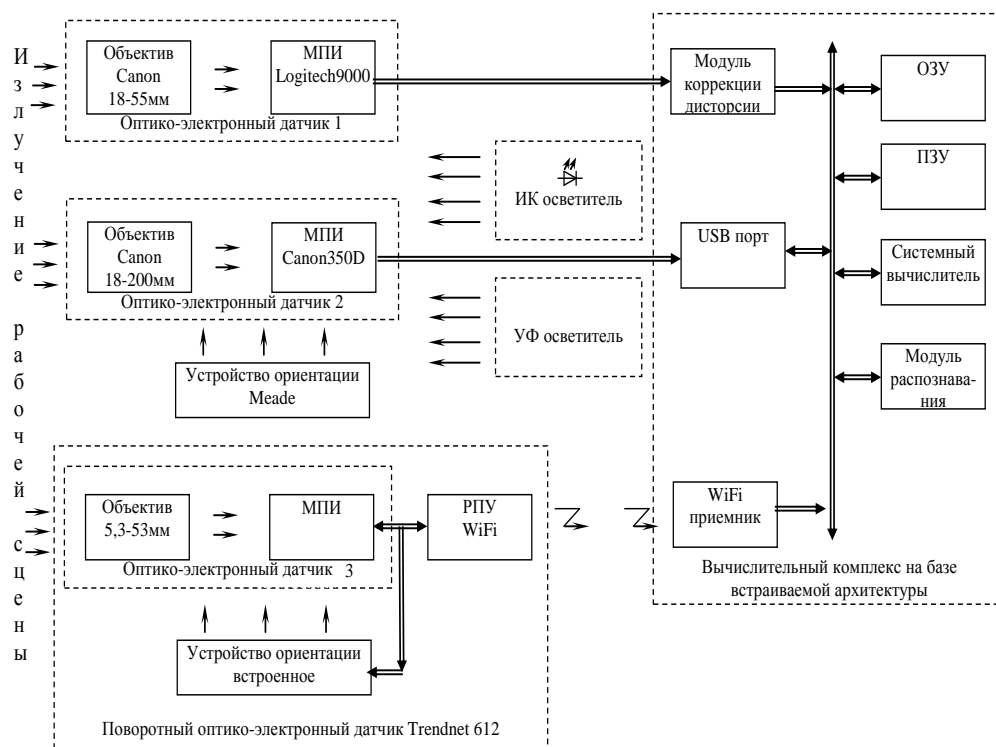 Излучение рабочей сцены
Объектив
Canon
18-55мм
МПИ
Logitech9000
Оптико-электронный датчик 1
Объектив
Canon
18-200мм
МПИ
Canon350D
Оптико-электронный датчик 2
Устройство ориентации
Meade
ИК осветитель
УФ осветитель
Объектив
5,3-53мм
МПИ
Оптико-электронный датчик 3
РПУ
WiFi
Устройство ориентации
встроенное
Поворотный оптико-электронный датчик Trendnet 612
Модуль
коррекции
дисторсии
USB порт
WiFi
приемник
ОЗУ
ПЗУ
Системный
вычислитель
Модуль
распознава-
ния
Вычислительный комплекс на базе
встраиваемой архитектуры